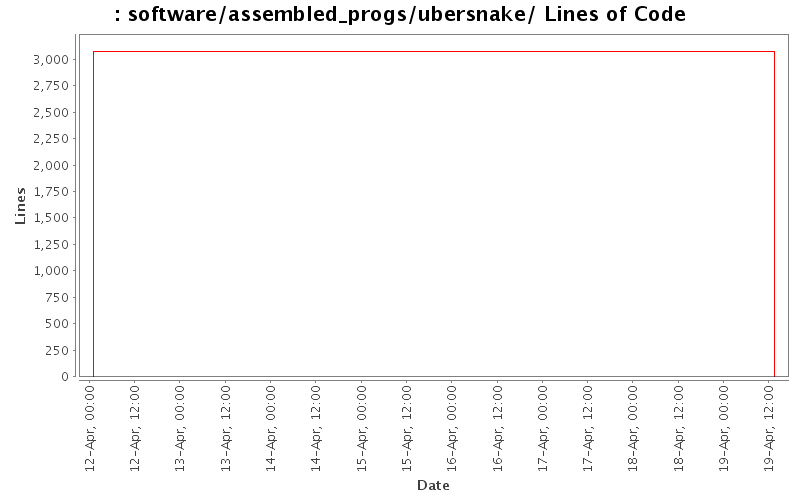 : software/assembled_progs/ubersnake/ Lines of Code
Lines
3,000
2,750
2,500
2,250
2,000
1,750
1,500
1,250
1,000
750
500
250
0
12-Apr, 00:00
12-Apr, 12:00
13-Apr, 00:00
13-Apr, 12:00
14-Apr, 00:00
14-Apr, 12:00
15-Apr, 00:00
15-Apr, 12:00
16-Apr, 00:00
16-Apr, 12:00
17-Apr, 00:00
17-Apr, 12:00
18-Apr, 00:00
18-Apr, 12:00
19-Apr, 00:00
19-Apr, 12:00
Date